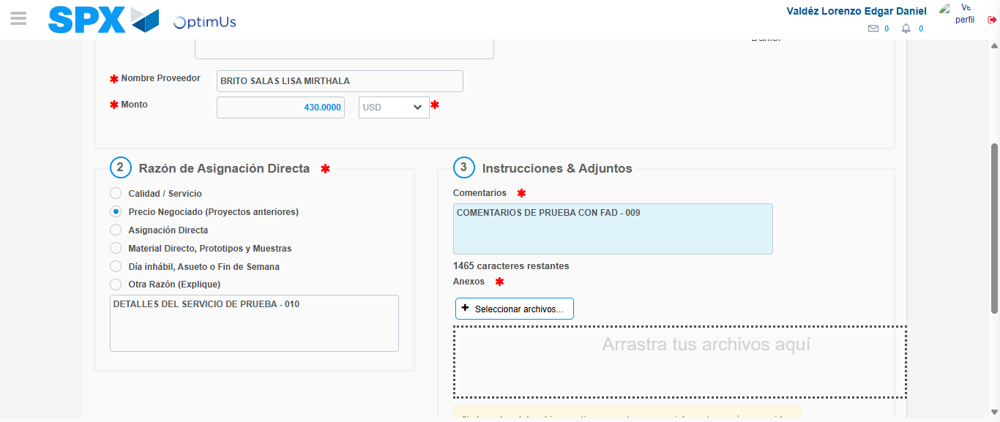 SPX
OptimUs
Valdéz Lorenzo Edgar Daniel
Ve
perfil
0
0
Nombre Proveedor
BRITO SALAS LISA MIRTHALA
Monto
430.0000
USD
2 Razón de Asignación Directa
Calidad / Servicio
Precio Negociado (Proyectos anteriores)
Asignación Directa
Material Directo, Prototipos y Muestras
Día inhábil, Asueto o Fin de Semana
Otra Razón (Explique)
DETALLES DEL SERVICIO DE PRUEBA - 010
3 Instrucciones & Adjuntos
Comentarios
COMENTARIOS DE PRUEBA CON FAD - 009
1465 caracteres restantes
Anexos
+ Seleccionar archivos...
Arrastra tus archivos aquí